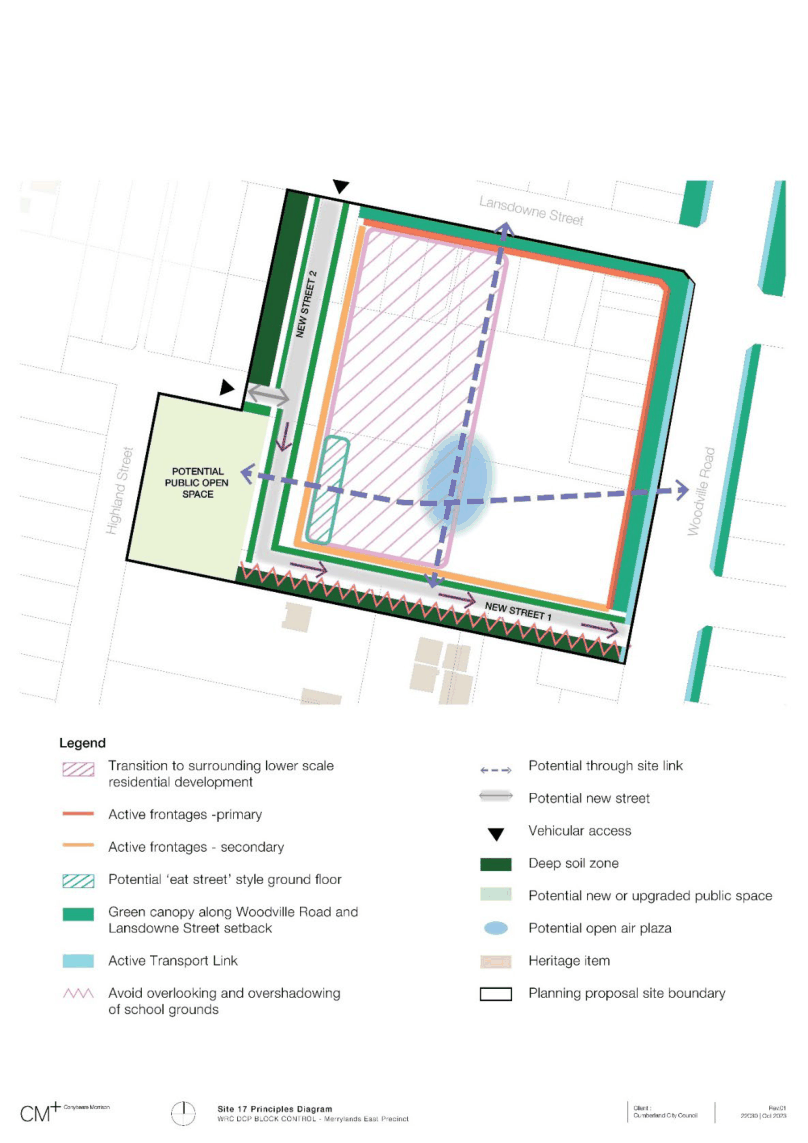 Lansdowne Street
NEW STREET 2
Highland Street
POTENTIAL
PUBLIC OPEN
SPACE
Woodville Road
NEW STREET 1
Legend
Transition to surrounding lower scale
residential development
Active frontages -primary
Active frontages - secondary
Potential ‘eat street’ style ground floor
Green canopy along Woodville Road and
Lansdowne Street setback
Active Transport Link
Avoid overlooking and overshadowing
of school grounds
Potential through site link
Potential new street
Vehicular access
Deep soil zone
Potential new or upgraded public space
Potential open air plaza
Heritage item
Planning proposal site boundary
CM+
Conybeare Morrison
Site 17 Principles Diagram
WRC DCP BLOCK CONTROL - Merrylands East Precinct
Client |
Cumberland City Council
Rev.01
| Oct 2023